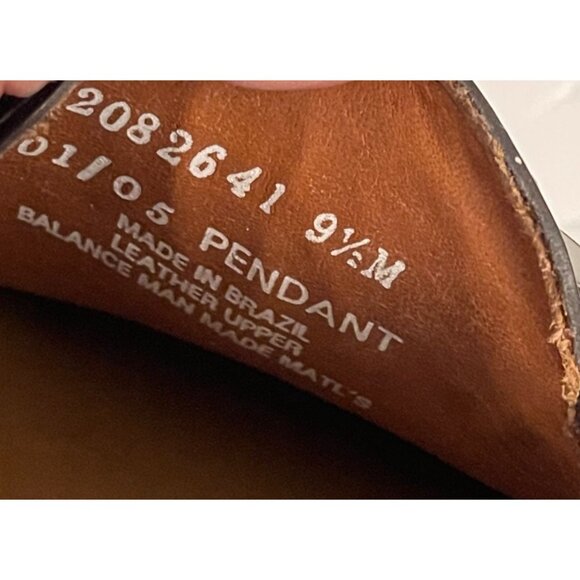 2082641 9½M
01/05 PENDANT
MADE IN BRAZIL
LEATHER UPPER
BALANCE MAN MADE MATL'S